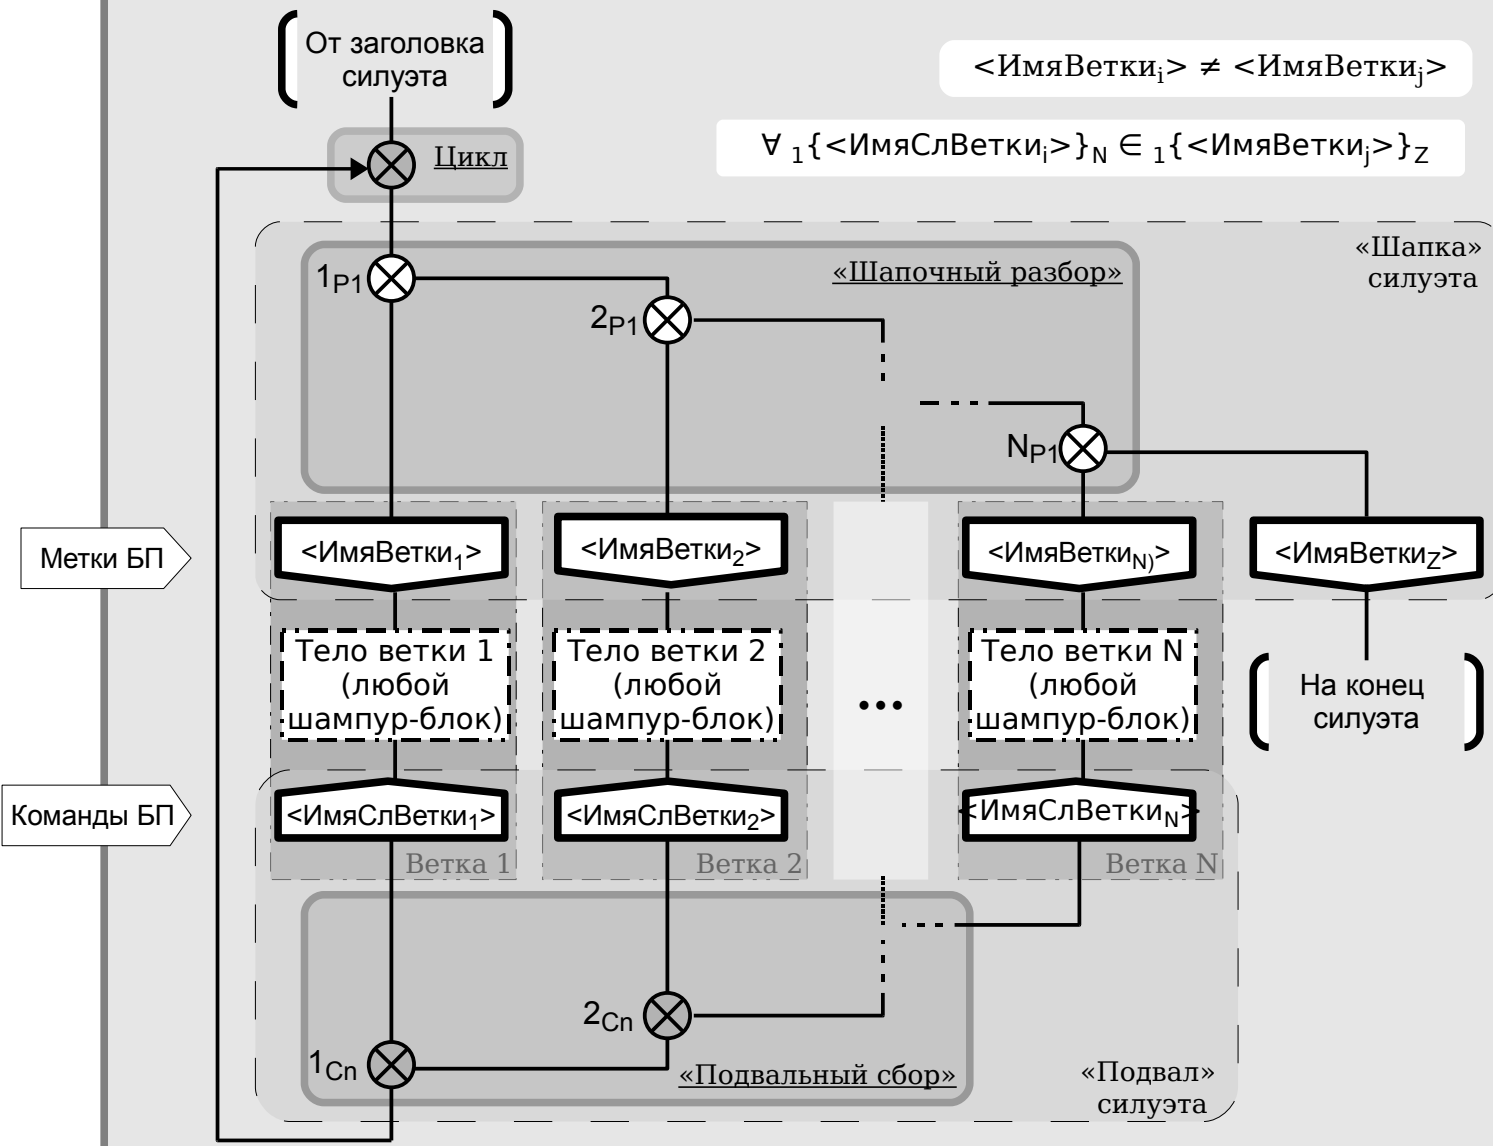 От заголовка
силуэта
<ИмяВеткиi> ≠ <ИмяВеткиj>
∀ 1{<ИмяСлВеткиi>}N ∈ 1{<ИмяВеткиj>}Z
Цикл
«Шапка»
силуэта
«Шапочный разбор»
1P1
2P1
NP1
Метки БП
<ИмяВетки1>
<ИмяВетки2>
<ИмяВеткиN)>
<ИмяВеткиZ>
Тело ветки 1
(любой
шампур-блок)
Тело ветки 2
(любой
шампур-блок)
...
Тело ветки N
(любой
шампур-блок)
На конец
силуэта
Команды БП
<ИмяСлВетки1>
<ИмяСлВетки2>
<ИмяСлВеткиN>
Ветка 1
Ветка 2
Ветка N
2Cn
1Cn
«Подвальный сбор»
«Подвал»
силуэта